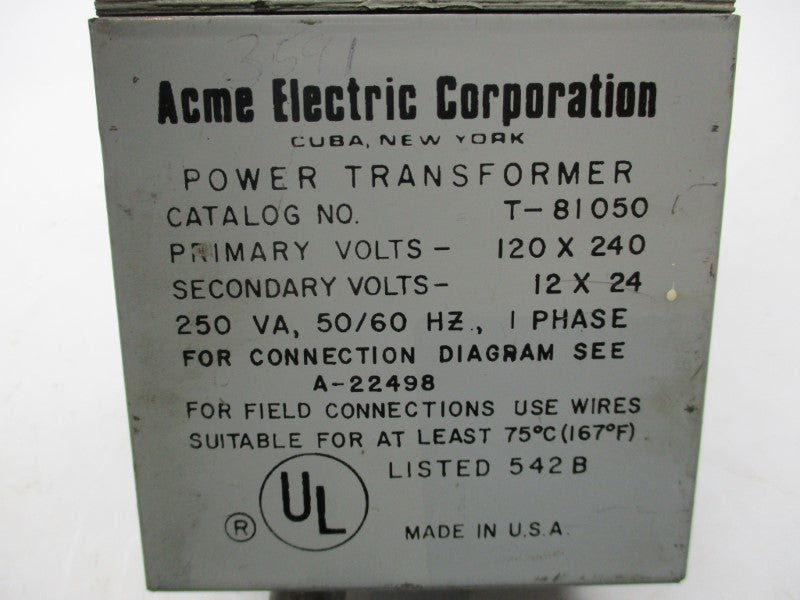 3541
Acme Electric Corporation
CUBA, NEW YORK
POWER TRANSFORMER
CATALOG NO. T-81050
PRIMARY VOLTS - 120 X 240
SECONDARY VOLTS - 12 X 24
250 VA, 50/60 HZ., 1 PHASE
FOR CONNECTION DIAGRAM SEE
A-22498
FOR FIELD CONNECTIONS USE WIRES
SUITABLE FOR AT LEAST 75°C (167°F)
LISTED 542 B
UL
®
MADE IN U.S.A.